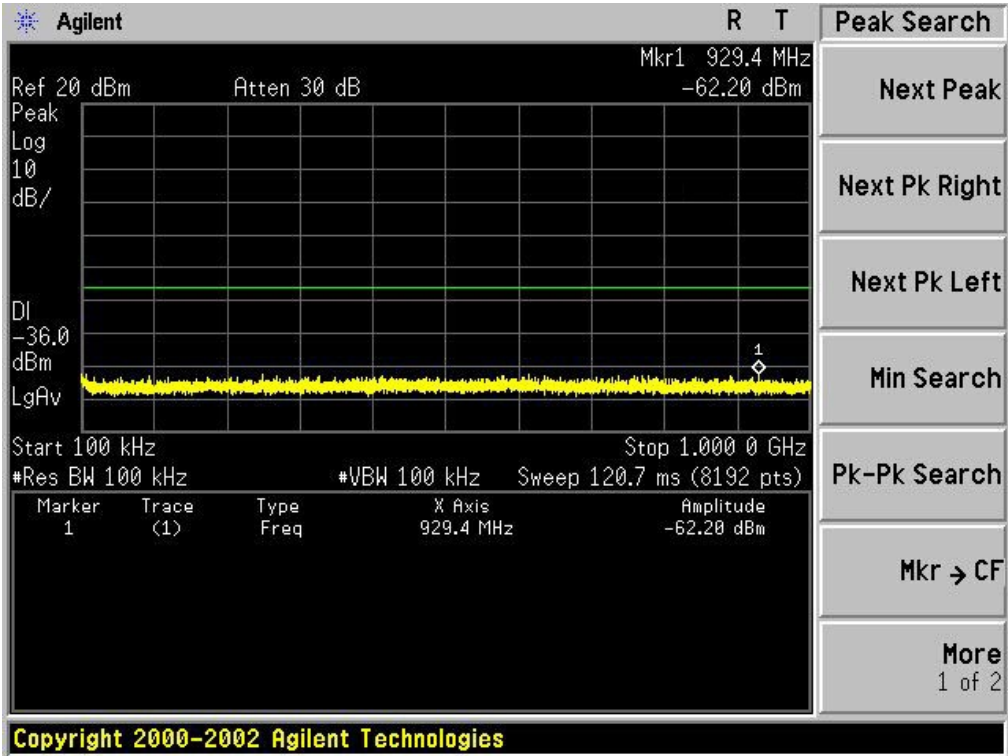 Agilent R T
Peak Search
Mkr1 929.4 MHz
Ref 20 dBm Atten 30 dB -62.20 dBm
Peak
Log
10
dB/
DI
-36.0
dBm
LgAv
1
Start 100 kHz Stop 1.000 0 GHz
#Res BW 100 kHz #VBW 100 kHz Sweep 120.7 ms (8192 pts)
Marker Trace Type X Axis Amplitude
1 (1) Freq 929.4 MHz -62.20 dBm
Next Peak
Next Pk Right
Next Pk Left
Min Search
Pk-Pk Search
Mkr → CF
More
1 of 2
Copyright 2000-2002 Agilent Technologies